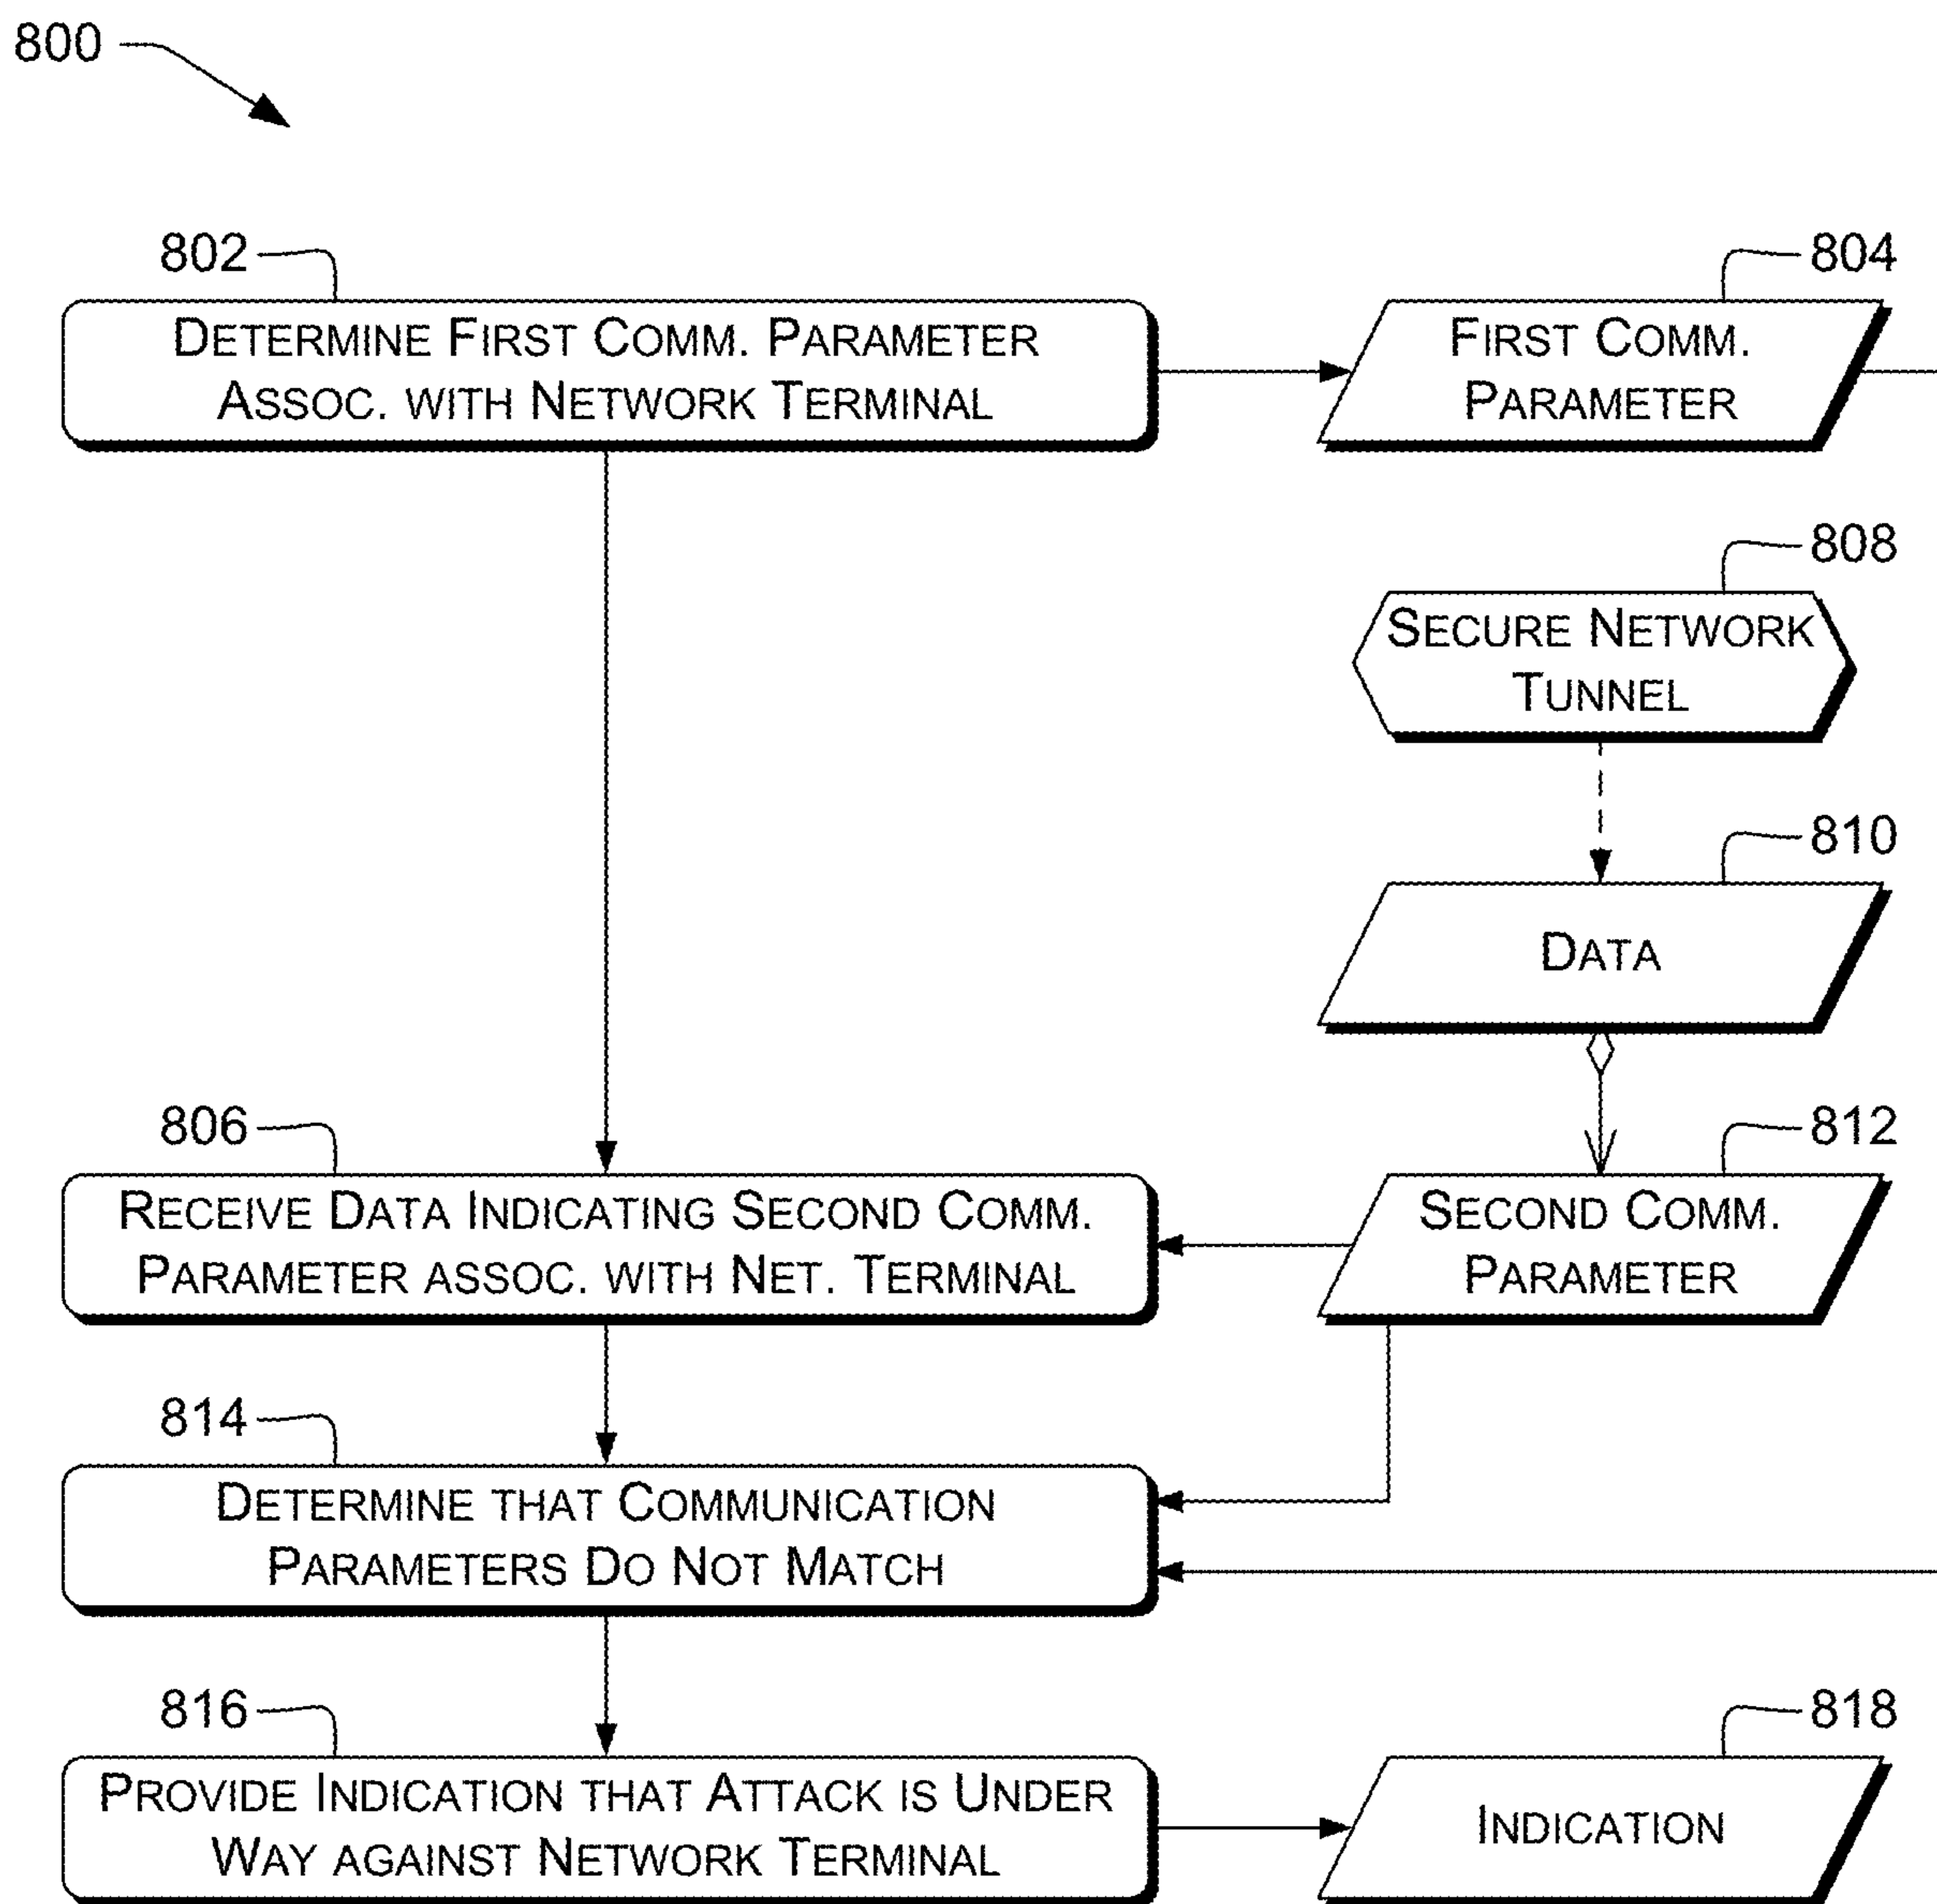 800
802
DETERMINE FIRST COMM. PARAMETER
ASSOC. WITH NETWORK TERMINAL
804
FIRST COMM.
PARAMETER
808
SECURE NETWORK
TUNNEL
810
DATA
806
RECEIVE DATA INDICATING SECOND COMM.
PARAMETER ASSOC. WITH NET. TERMINAL
812
SECOND COMM.
PARAMETER
814
DETERMINE THAT COMMUNICATION
PARAMETERS DO NOT MATCH
816
PROVIDE INDICATION THAT ATTACK IS UNDER
WAY AGAINST NETWORK TERMINAL
818
INDICATION